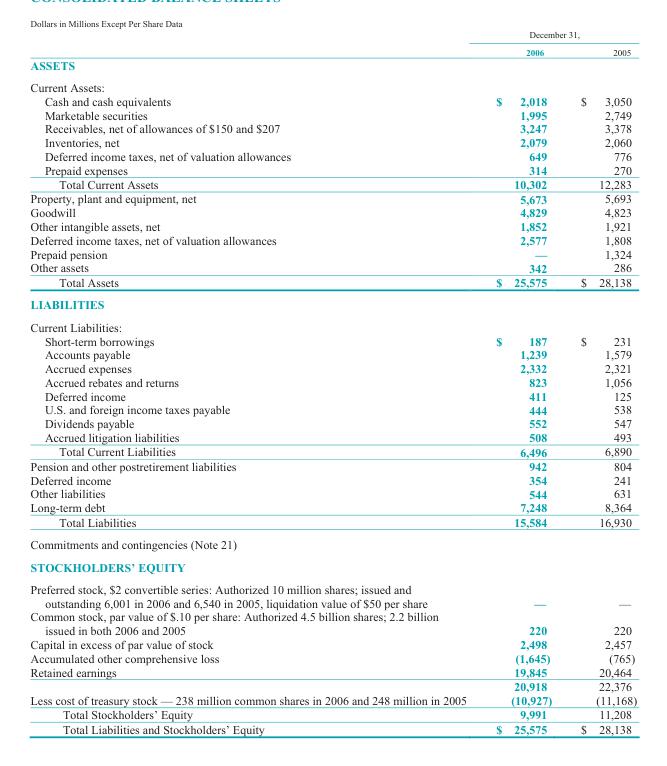 CONSOLIDATED BALANCE SHEETS
Dollars in Millions Except Per Share Data
December 31,
2006 2005
ASSETS
Current Assets:
Cash and cash equivalents $ 2,018 $ 3,050
Marketable securities 1,995 2,749
Receivables, net of allowances of $150 and $207 3,247 3,378
Inventories, net 2,079 2,060
Deferred income taxes, net of valuation allowances 649 776
Prepaid expenses 314 270
Total Current Assets 10,302 12,283
Property, plant and equipment, net 5,673 5,693
Goodwill 4,829 4,823
Other intangible assets, net 1,852 1,921
Deferred income taxes, net of valuation allowances 2,577 1,808
Prepaid pension — 1,324
Other assets 342 286
Total Assets $ 25,575 $ 28,138
LIABILITIES
Current Liabilities:
Short-term borrowings $ 187 $ 231
Accounts payable 1,239 1,579
Accrued expenses 2,332 2,321
Accrued rebates and returns 823 1,056
Deferred income 411 125
U.S. and foreign income taxes payable 444 538
Dividends payable 552 547
Accrued litigation liabilities 508 493
Total Current Liabilities 6,496 6,890
Pension and other postretirement liabilities 942 804
Deferred income 354 241
Other liabilities 544 631
Long-term debt 7,248 8,364
Total Liabilities 15,584 16,930
Commitments and contingencies (Note 21)
STOCKHOLDERS' EQUITY
Preferred stock, $2 convertible series: Authorized 10 million shares; issued and
outstanding 6,001 in 2006 and 6,540 in 2005, liquidation value of $50 per share — —
Common stock, par value of $.10 per share: Authorized 4.5 billion shares; 2.2 billion
issued in both 2006 and 2005 220 220
Capital in excess of par value of stock 2,498 2,457
Accumulated other comprehensive loss (1,645) (765)
Retained earnings 19,845 20,464
20,918 22,376
Less cost of treasury stock — 238 million common shares in 2006 and 248 million in 2005 (10,927) (11,168)
Total Stockholders' Equity 9,991 11,208
Total Liabilities and Stockholders' Equity $ 25,575 $ 28,138